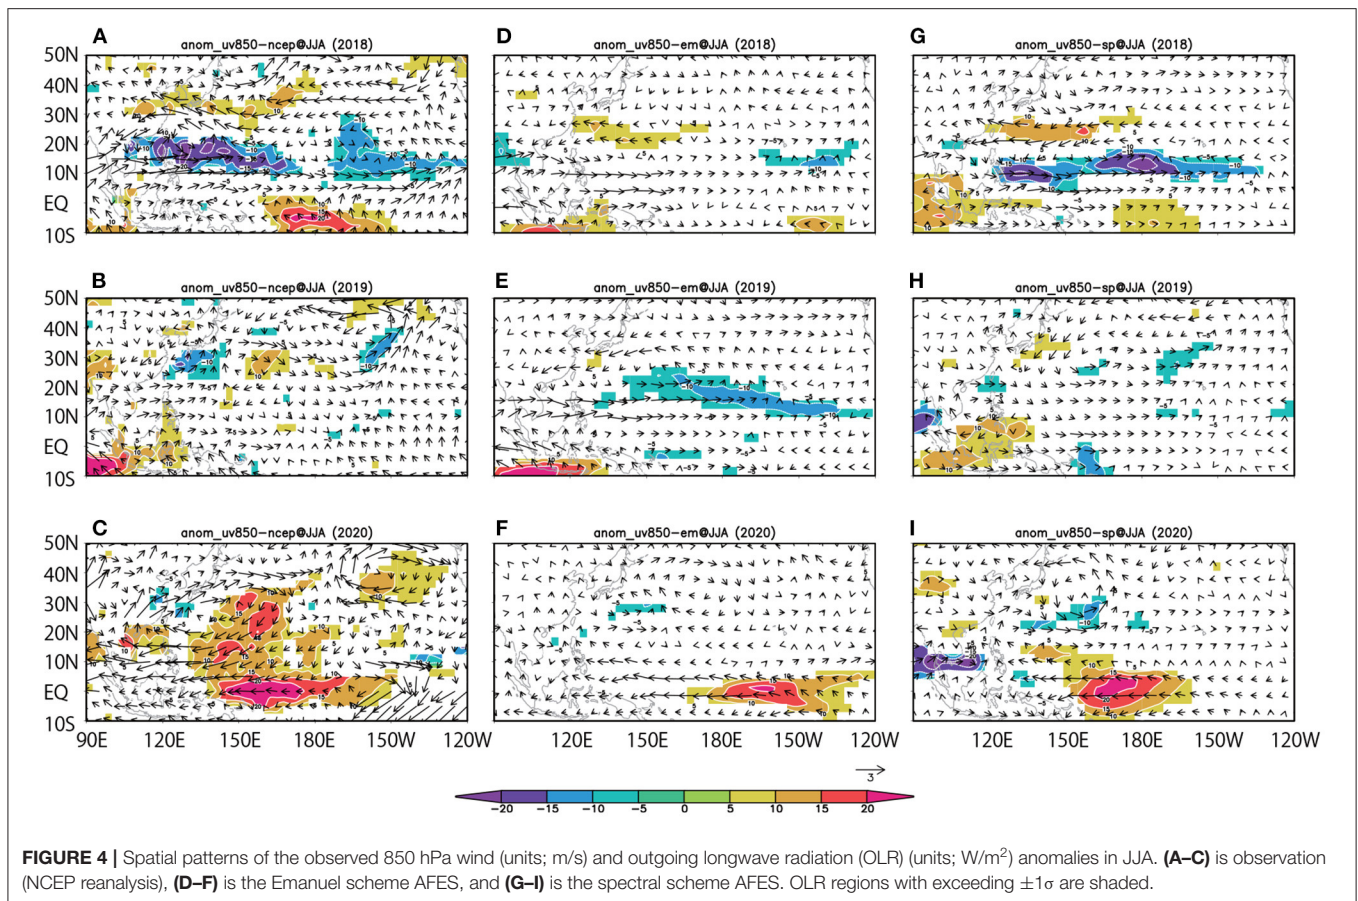 A
anom_uv850-ncep@JJA (2018)
D
anom_uv850-em@JJA (2018)
G
anom_uv850-sp@JJA (2018)
50N
40N
30N
20N
10N
EQ
10S
B
anom_uv850-ncep@JJA (2019)
E
anom_uv850-em@JJA (2019)
H
anom_uv850-sp@JJA (2019)
50N
40N
30N
20N
10N
EQ
10S
C
anom_uv850-ncep@JJA (2020)
F
anom_uv850-em@JJA (2020)
I
anom_uv850-sp@JJA (2020)
50N
40N
30N
20N
10N
EQ
10S
90E 120E 150E 180E 150W 120W
120E 150E 180E 150W 120W
120E 150E 180E 150W 120W
3
-20 -15 -10 -5 0 5 10 15 20
FIGURE 4 | Spatial patterns of the observed 850 hPa wind (units; m/s) and outgoing longwave radiation (OLR) (units; W/m²) anomalies in JJA. (A–C) is observation
(NCEP reanalysis), (D–F) is the Emanuel scheme AFES, and (G–I) is the spectral scheme AFES. OLR regions with exceeding ±1σ are shaded.